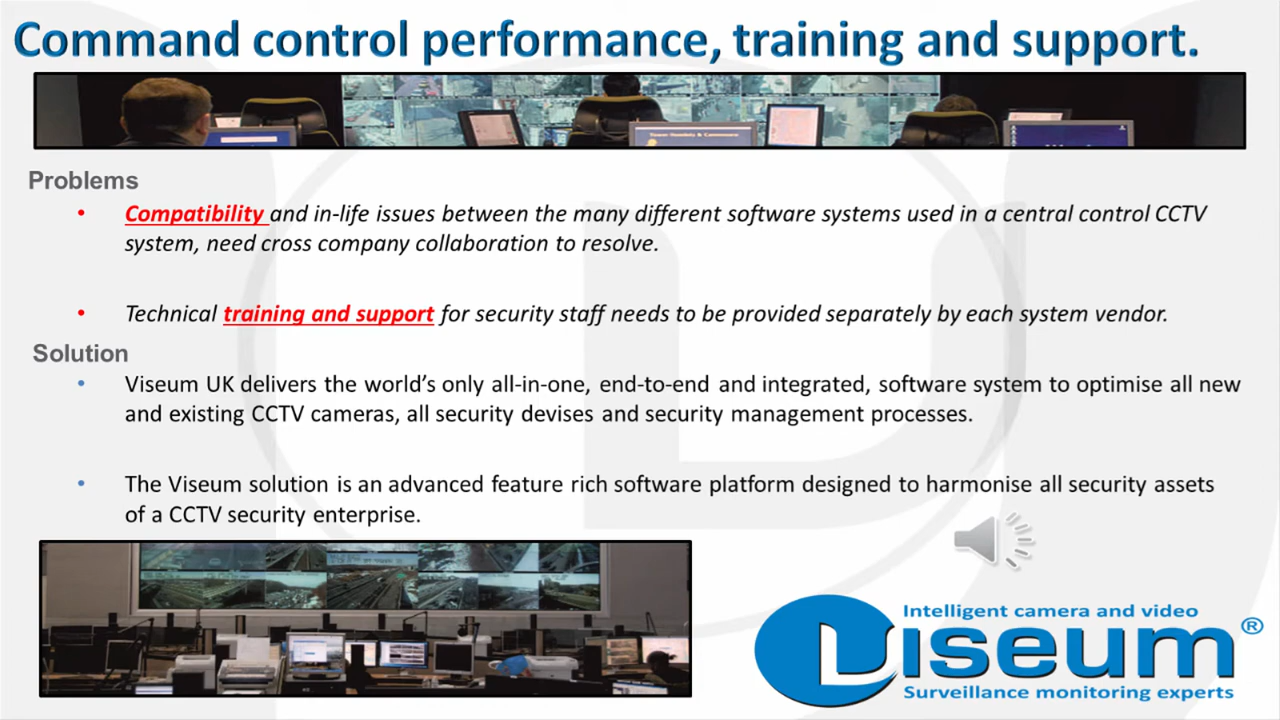 Command control performance, training and support.
Problems
• Compatibility and in-life issues between the many different software systems used in a central control CCTV
system, need cross company collaboration to resolve.
• Technical training and support for security staff needs to be provided separately by each system vendor.
Solution
• Viseum UK delivers the world's only all-in-one, end-to-end and integrated, software system to optimise all new
and existing CCTV cameras, all security devises and security management processes.
• The Viseum solution is an advanced feature rich software platform designed to harmonise all security assets
of a CCTV security enterprise.
Intelligent camera and video
Viseum®
Surveillance monitoring experts